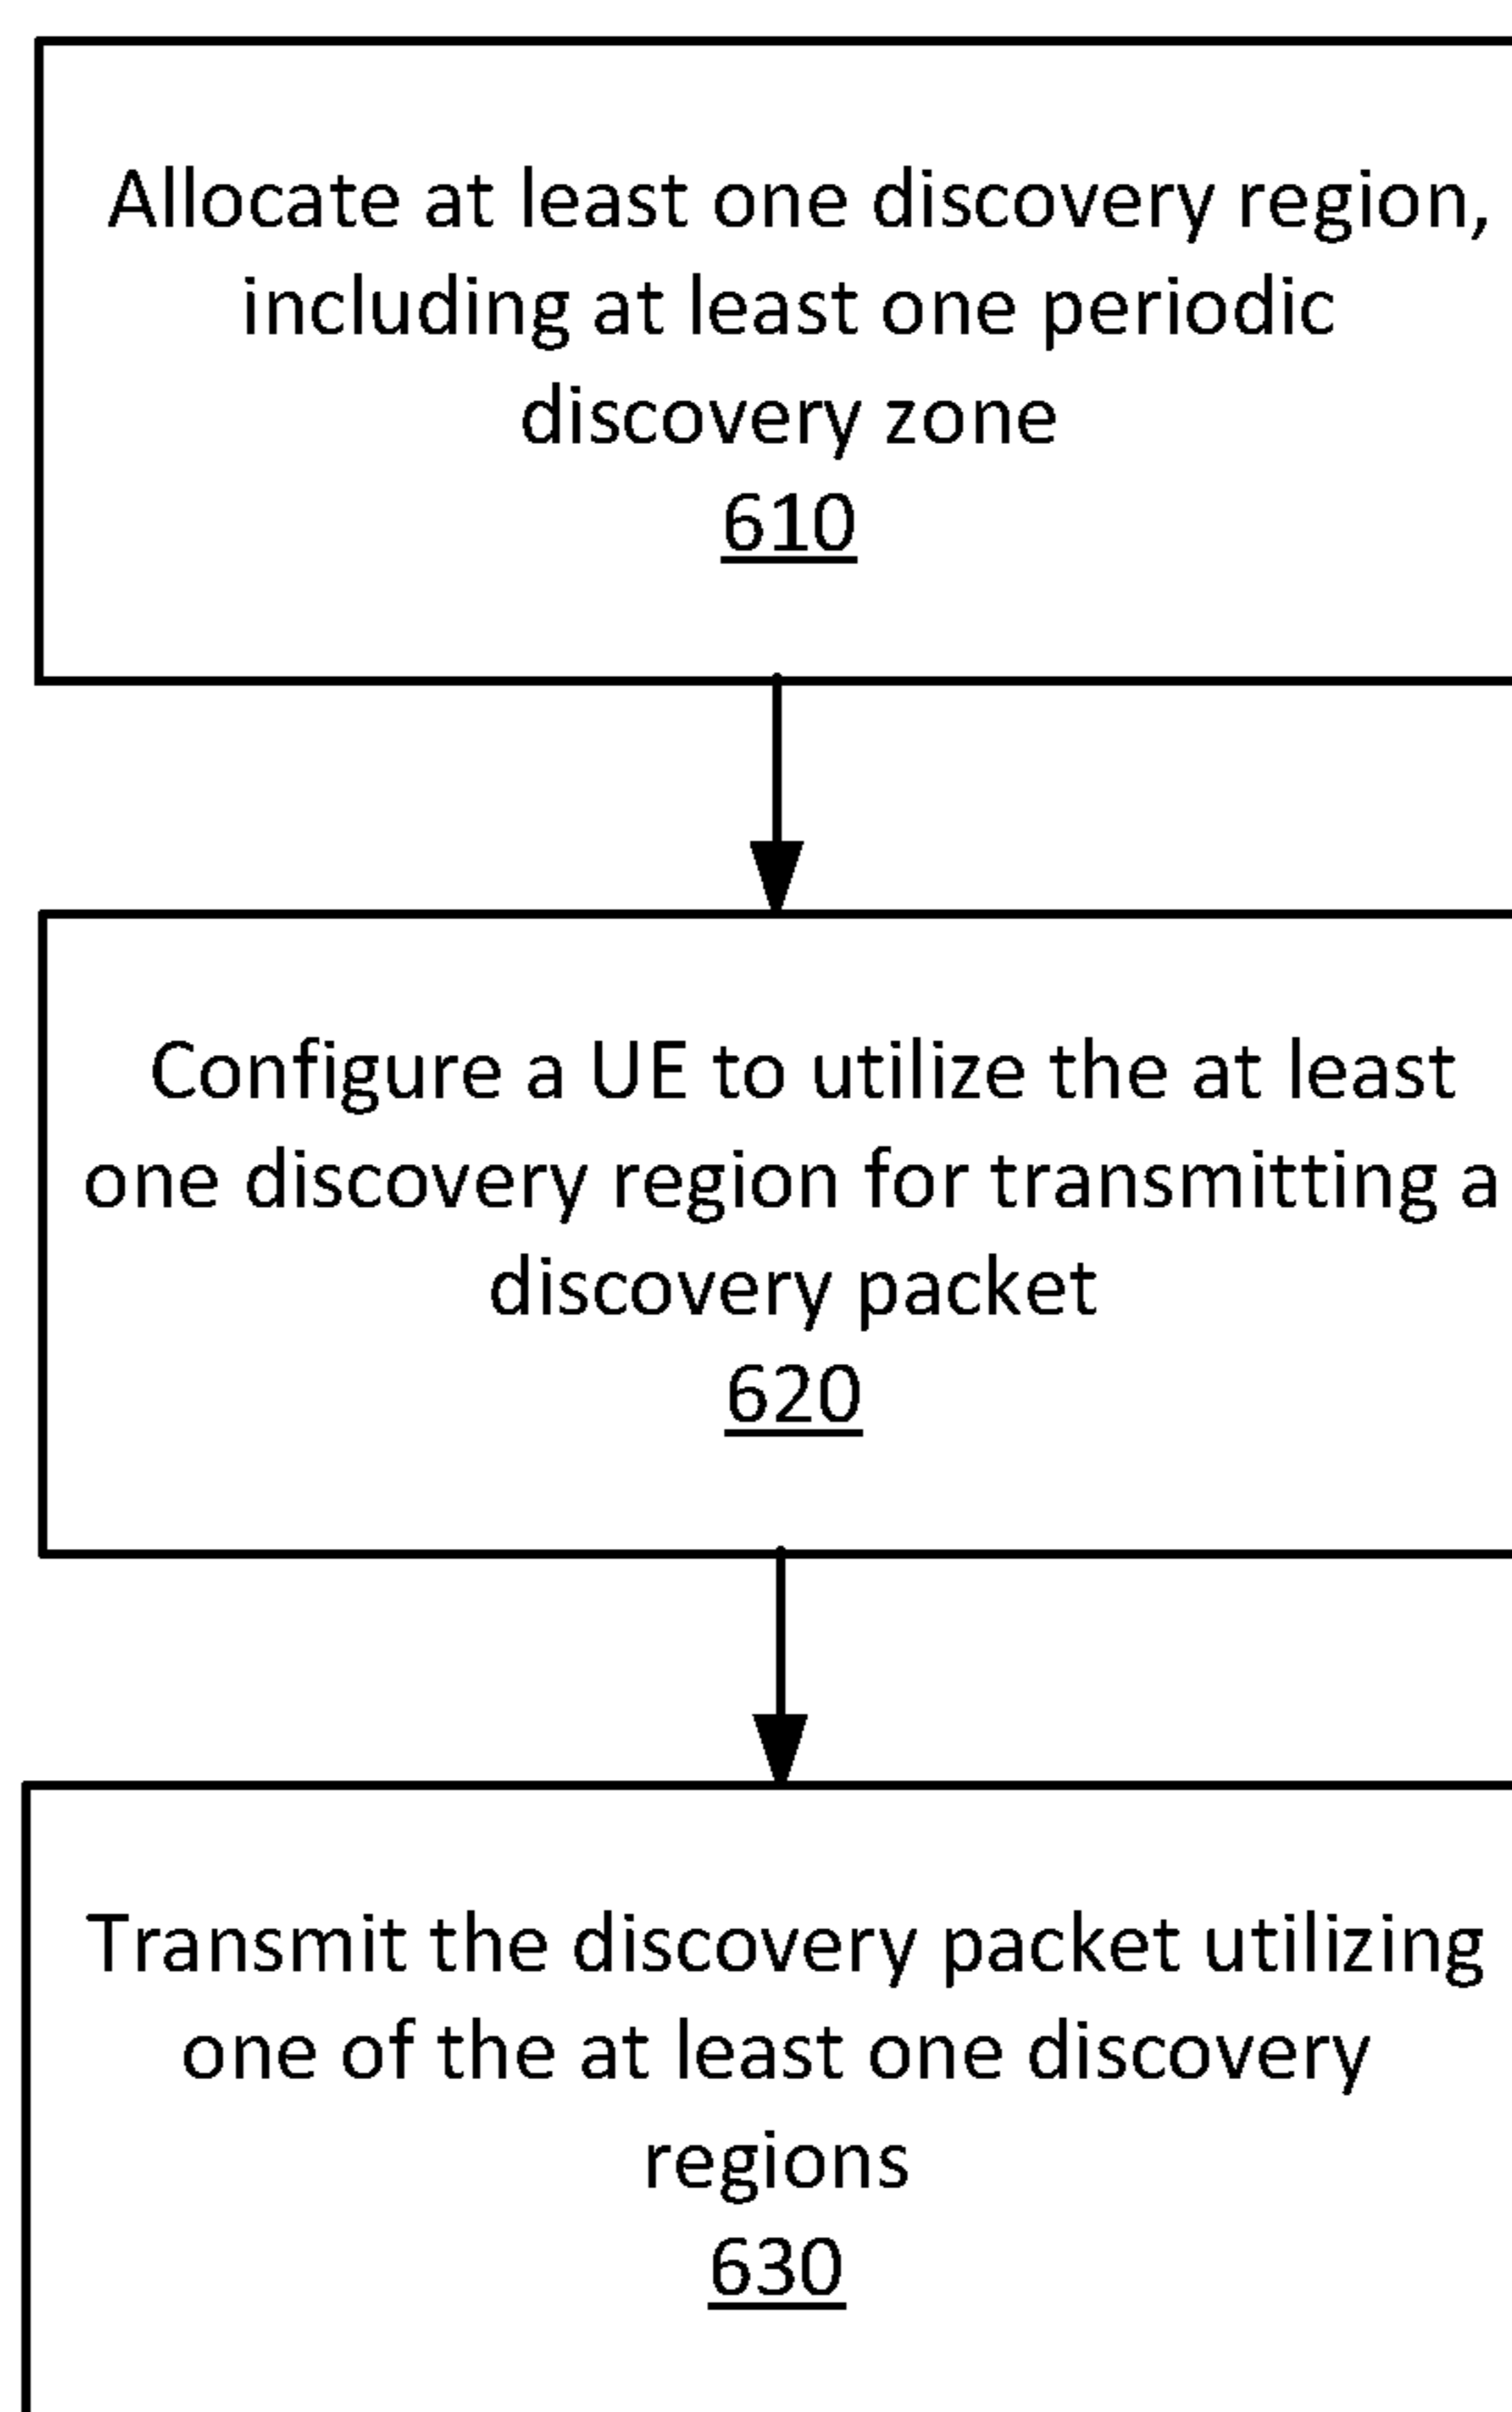 Allocate at least one discovery region,
including at least one periodic
discovery zone
610
Configure a UE to utilize the at least
one discovery region for transmitting a
discovery packet
620
Transmit the discovery packet utilizing
one of the at least one discovery
regions
630